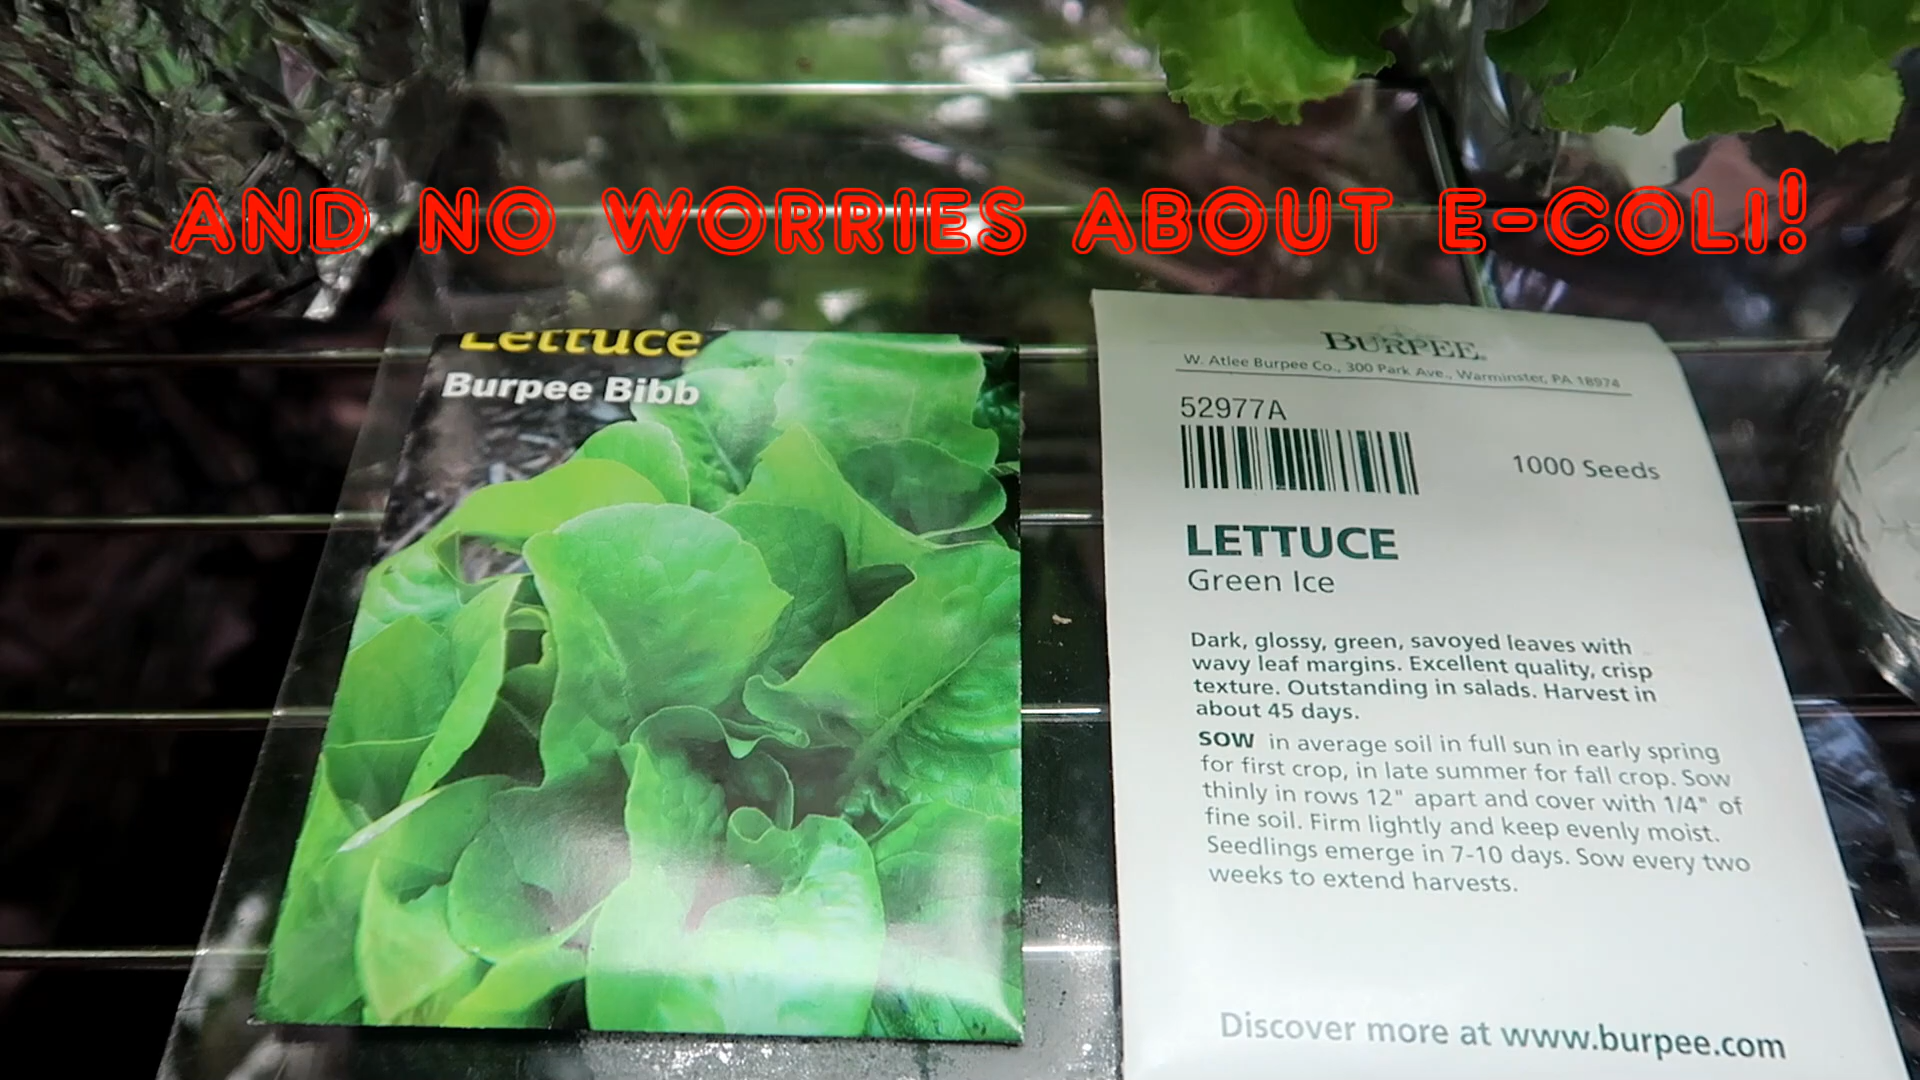 AND NO WORRIES ABOUT E-COLI!
Lettuce
Burpee Bibb
BURPEE®
W. Atlee Burpee Co., 300 Park Ave., Warminster, PA 18974
52977A
1000 Seeds
LETTUCE
Green Ice
Dark, glossy, green, savoyed leaves with
wavy leaf margins. Excellent quality, crisp
texture. Outstanding in salads. Harvest in
about 45 days.
SOW in average soil in full sun in early spring
for first crop, in late summer for fall crop. Sow
thinly in rows 12" apart and cover with 1/4" of
fine soil. Firm lightly and keep evenly moist.
Seedlings emerge in 7-10 days. Sow every two
weeks to extend harvests.
Discover more at www.burpee.com